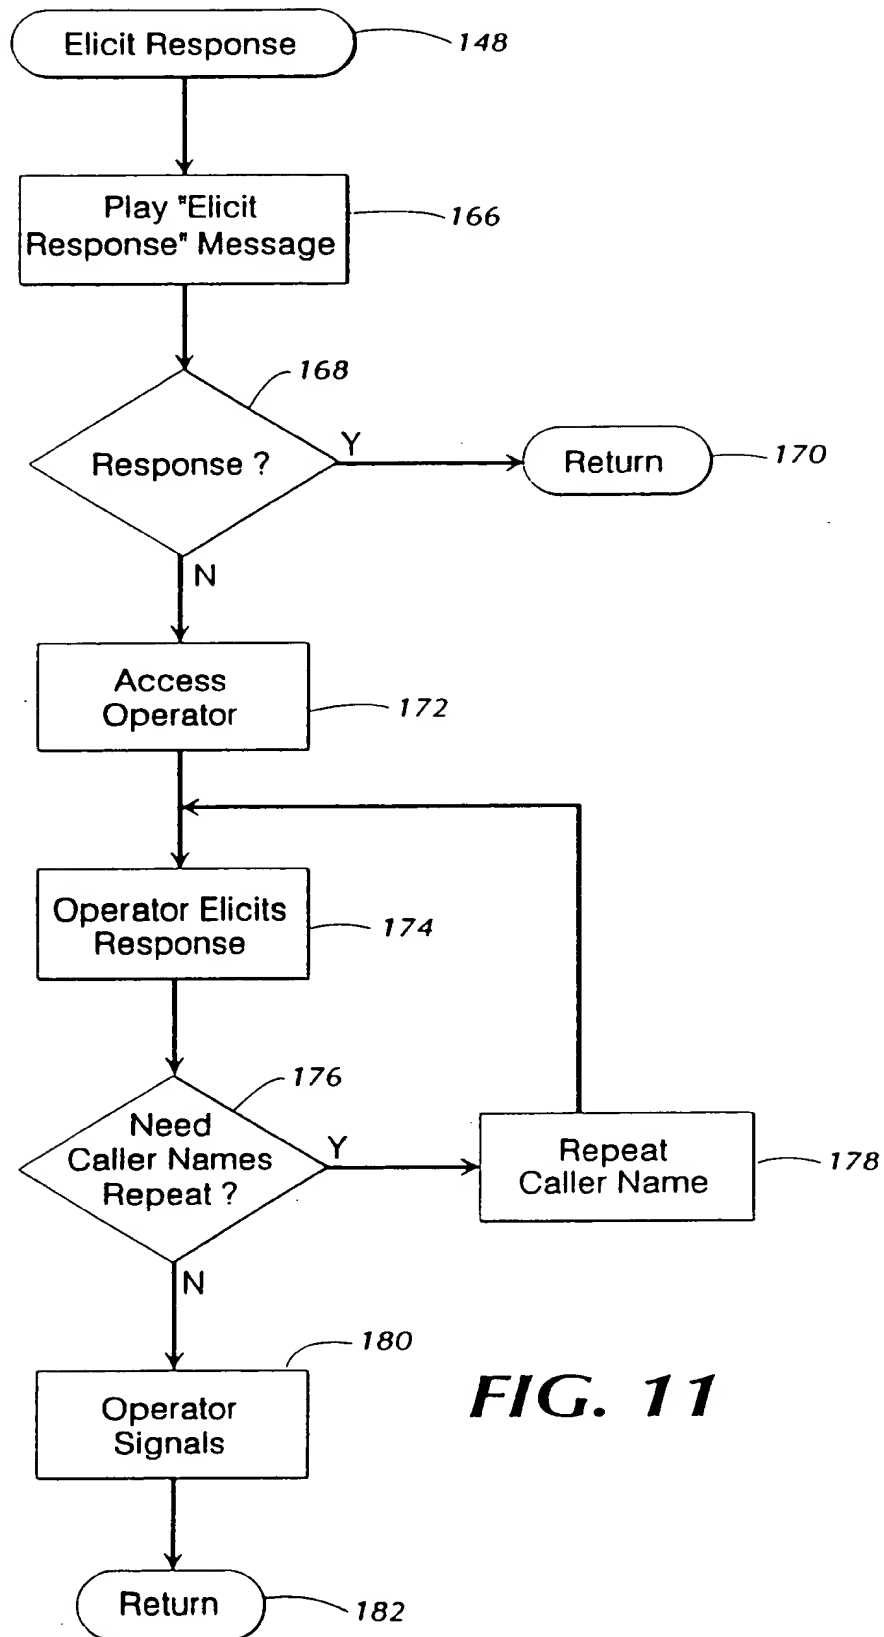 Elicit Response
148
Play "Elicit
Response" Message
166
168
Response ?
Y
Return
170
N
Access
Operator
172
Operator Elicits
Response
174
176
Need
Caller Names
Repeat ?
Y
Repeat
Caller Name
178
N
180
Operator
Signals
FIG. 11
Return
182